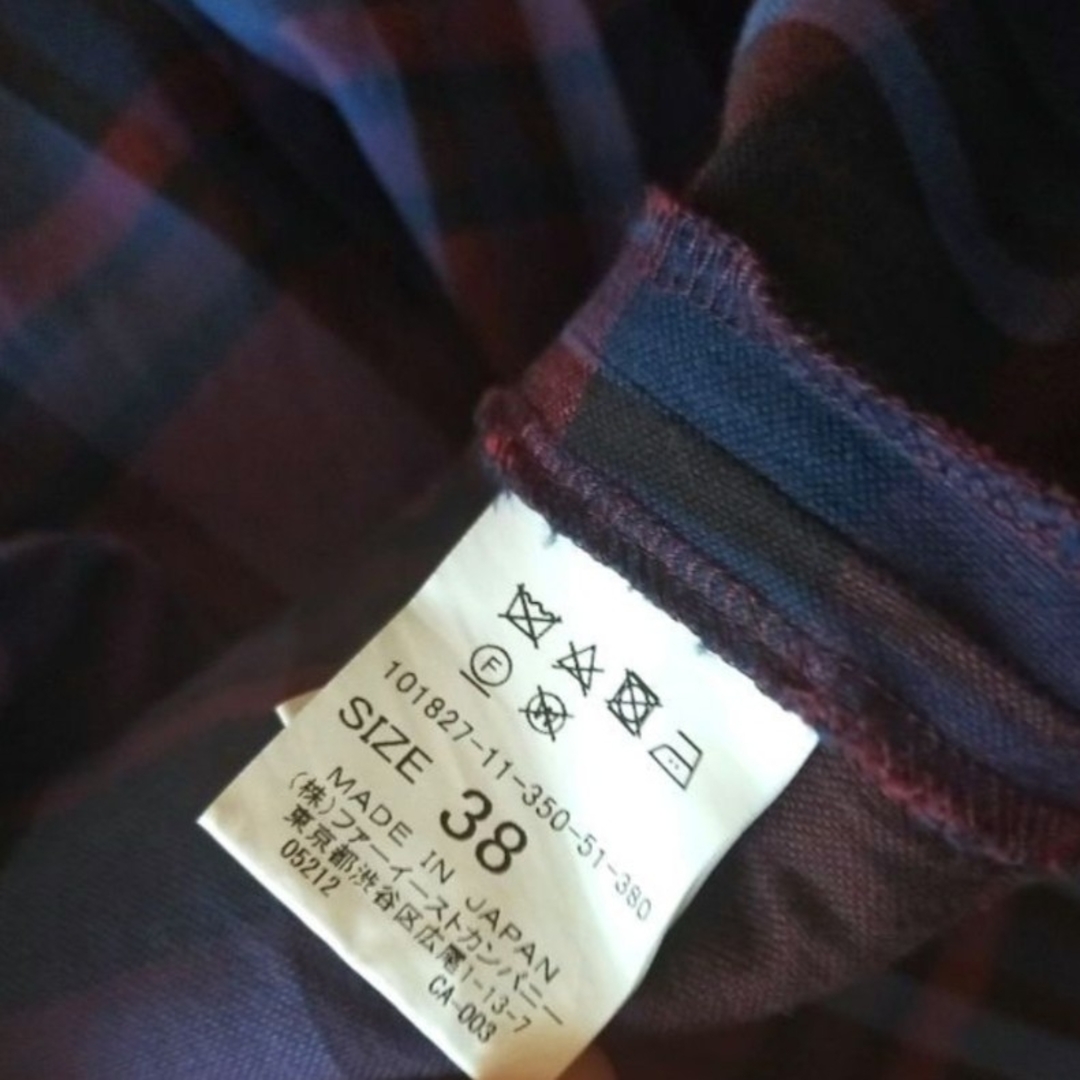 F
W
101827-11-350-51-380
SIZE 38
MADE IN JAPAN
(株)ファーイーストカンパニー
東京都渋谷区広尾1-13-7
05212 CA-003